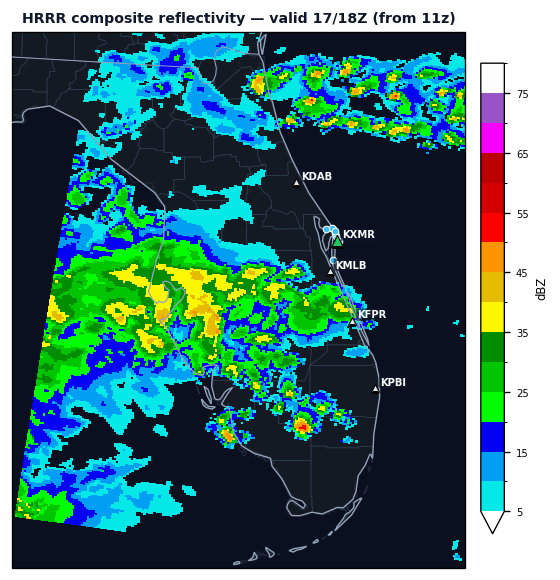 HRRR composite reflectivity — valid 17/18Z (from 11z)
KDAB
KXMR
KMLB
KFPR
KPBI
75
65
55
45
35
25
15
5
dBZ